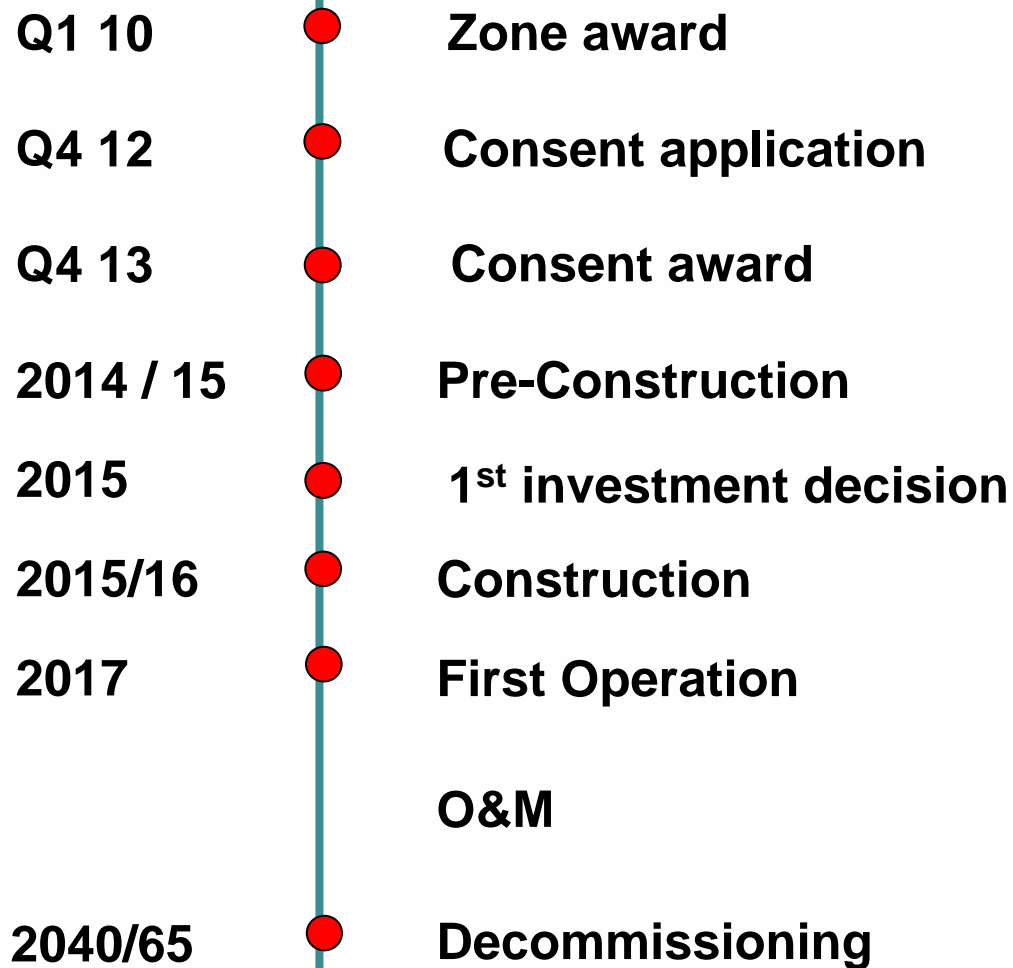 Q1 10 Zone award
Q4 12 Consent application
Q4 13 Consent award
2014 / 15 Pre-Construction
2015 1st investment decision
2015/16 Construction
2017 First Operation
O&M
2040/65 Decommissioning